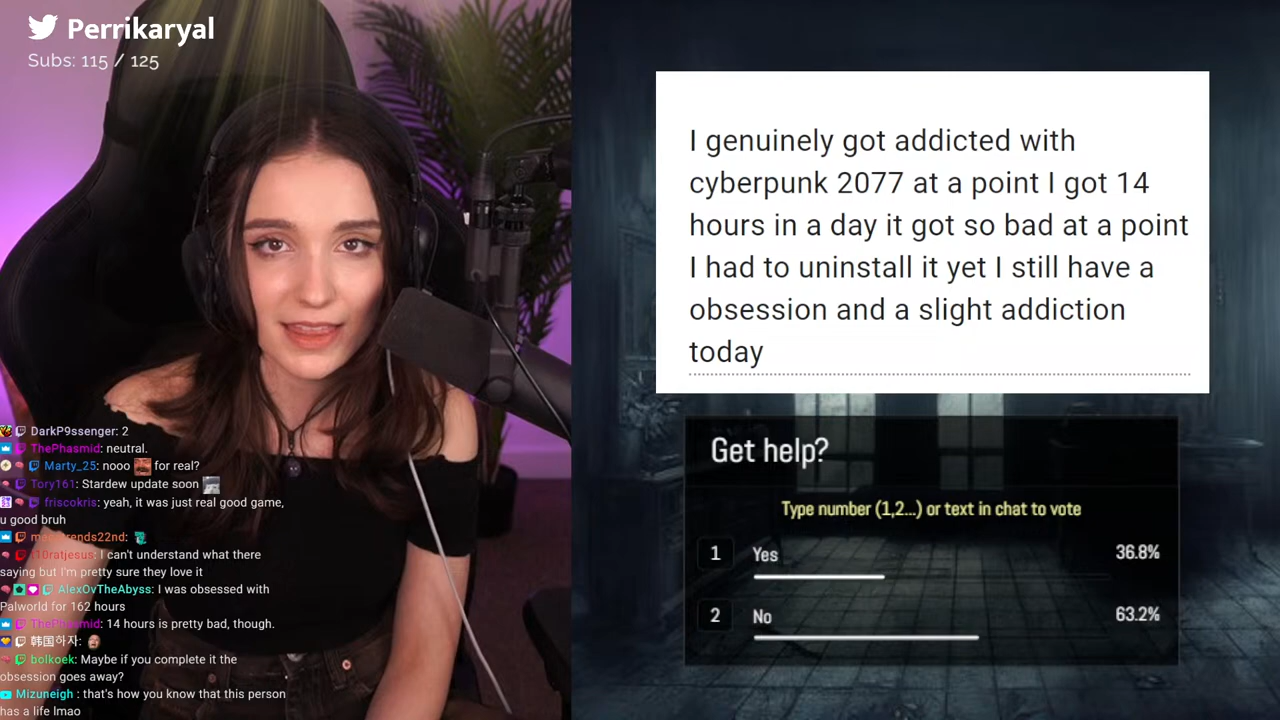 Perrikaryal
Subs: 115 / 125
I genuinely got addicted with
cyberpunk 2077 at a point I got 14
hours in a day it got so bad at a point
I had to uninstall it yet I still have a
obsession and a slight addiction
today
Get help?
Type number (1,2...) or text in chat to vote
1 Yes 36.8%
2 No 63.2%
DarkP9ssenger: 2
ThePhasmid: neutral.
Marty_25: nooo for real?
Tory161: Stardew update soon
friscokris: yeah, it was just real good game,
u good bruh
I can't understand what there
saying but I'm pretty sure they love it
AlexOvTheAbyss: I was obsessed with
Palworld for 162 hours
ThePhasmid: 14 hours is pretty bad, though.
韩国하자:
bolkoek: Maybe if you complete it the
obsession goes away?
Mizuneigh : that's how you know that this person
has a life lmao